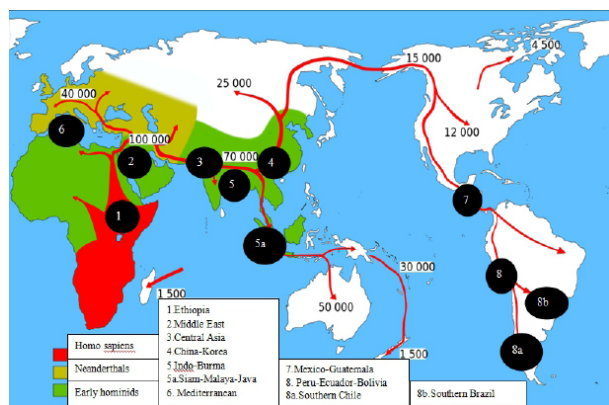 4 500
15 000
40 000
25 000
12 000
100 000
70 000
6
2
3
4
5
7
1
5a
30 000
8
8b
1 500
50 000
1 500
8a
Homo sapiens
Neanderthals
Early hominids
1.Ethiopia
2 Middle East
3.Central Asia
4 China-Korea
5 Indo-Burma
5a.Siam-Malaya-Java
6. Mediterranean
7.Mexico-Guatemala
8. Peru-Ecuador-Bolivia
8a.Southern Chile
8b.Southern Brazil